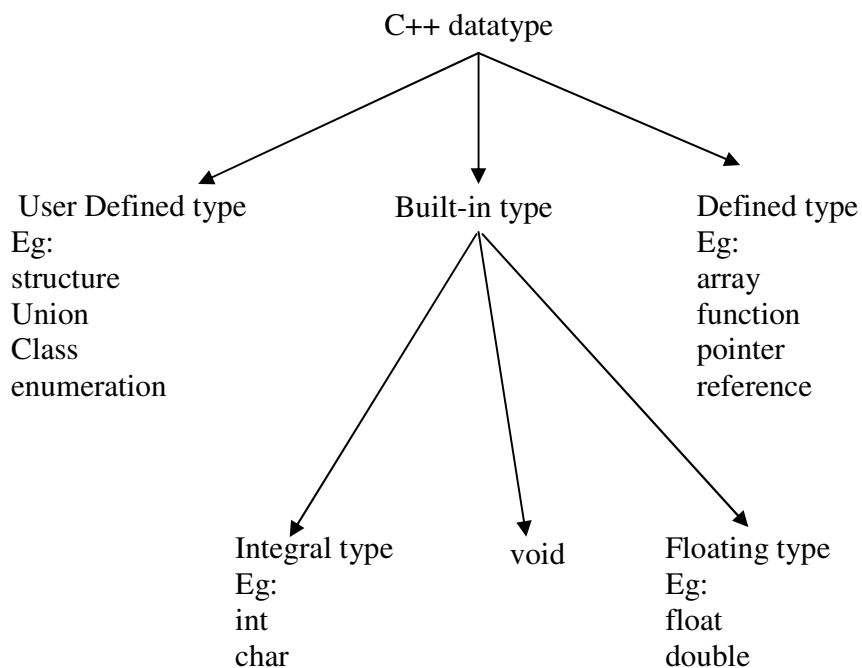 C++ datatype
User Defined type
Eg:
structure
Union
Class
enumeration
Built-in type
Defined type
Eg:
array
function
pointer
reference
Integral type
Eg:
int
char
void
Floating type
Eg:
float
double